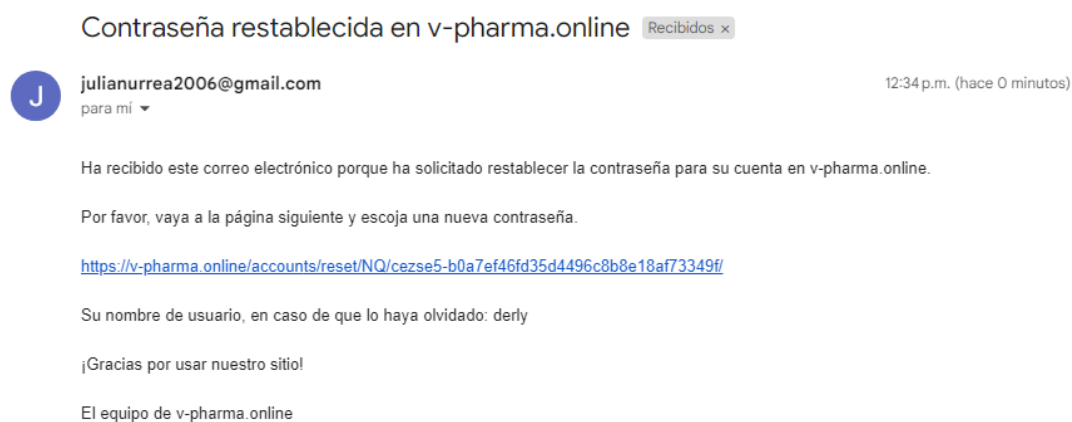 Contraseña restablecida en v-pharma.online Recibidos ×
J
julianurrea2006@gmail.com 12:34 p.m. (hace 0 minutos)
para mí
Ha recibido este correo electrónico porque ha solicitado restablecer la contraseña para su cuenta en v-pharma.online.
Por favor, vaya a la página siguiente y escoja una nueva contraseña.
https://v-pharma.online/accounts/reset/NQ/cezse5-b0a7ef46fd35d4496c8b8e18af73349f/
Su nombre de usuario, en caso de que lo haya olvidado: derly
¡Gracias por usar nuestro sitio!
El equipo de v-pharma.online